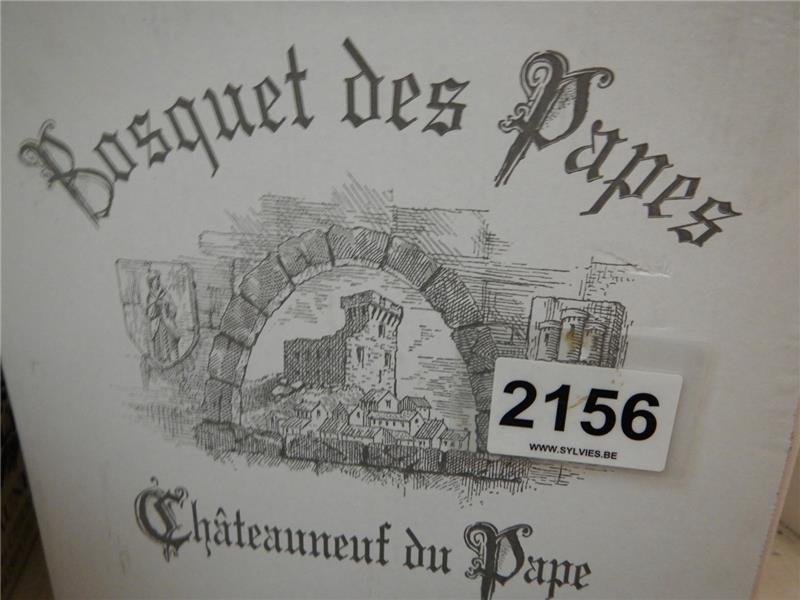 Bosquet des Papes
2156
WWW.SYLVIES.BE
Châteauneuf du Pape